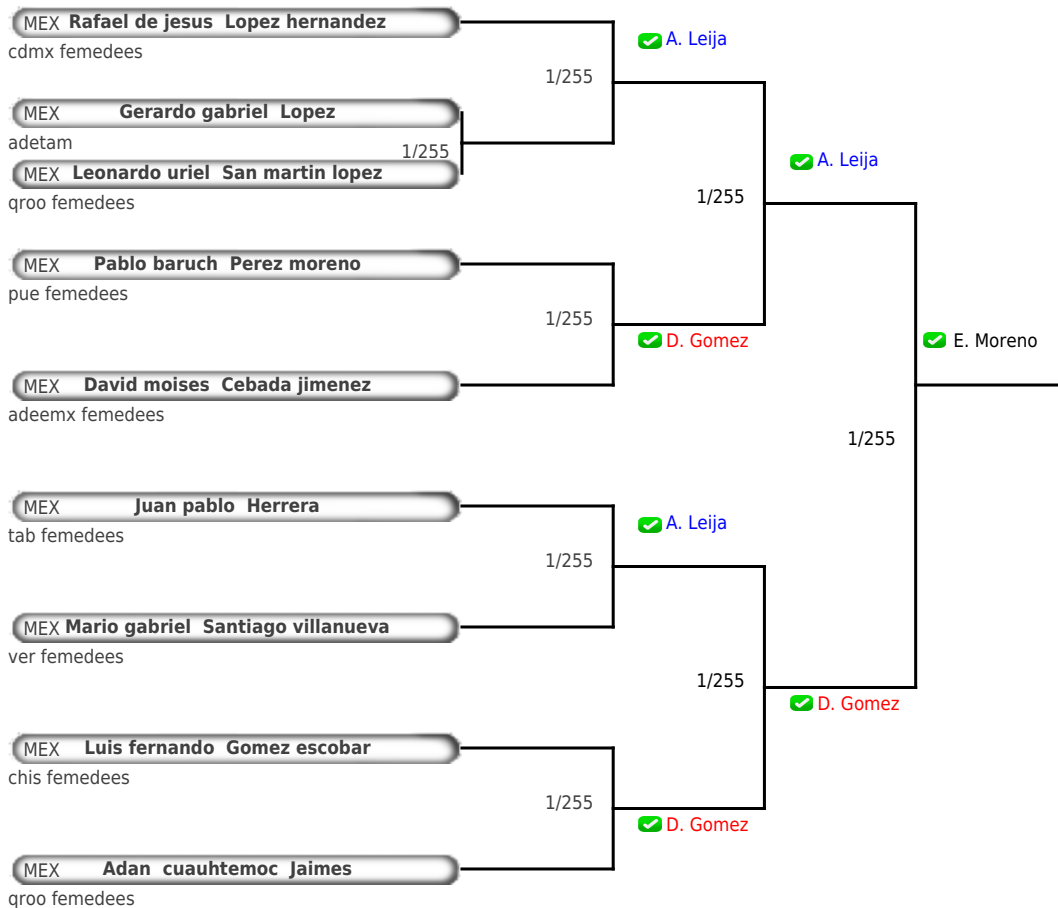 MEX Rafael de jesus Lopez hernandez
cdmx femedees
A. Leija
1/255
MEX Gerardo gabriel Lopez
adetam
1/255
MEX Leonardo uriel San martin lopez
qroo femedees
A. Leija
1/255
MEX Pablo baruch Perez moreno
pue femedees
1/255
D. Gomez
E. Moreno
MEX David moises Cebada jimenez
adeemx femedees
1/255
MEX Juan pablo Herrera
tab femedees
A. Leija
1/255
MEX Mario gabriel Santiago villanueva
ver femedees
1/255
D. Gomez
MEX Luis fernando Gomez escobar
chis femedees
1/255
D. Gomez
MEX Adan cuauhtemoc Jaimes
qroo femedees